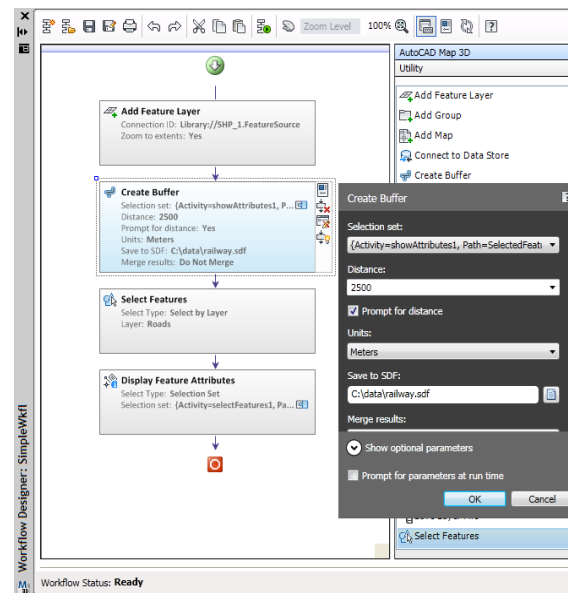 Zoom Level
100%
AutoCAD Map 3D
Utility
Add Feature Layer
Add Group
Add Map
Connect to Data Store
Create Buffer
Add Feature Layer
Connection ID: Library://SHP_1.FeatureSource
Zoom to extents: Yes
Create Buffer
Selection set: {Activity=showAttributes1, P...
Distance: 2500
Prompt for distance: Yes
Units: Meters
Save to SDF: C:\data\railway.sdf
Merge results: Do Not Merge
Select Features
Select Type: Select by Layer
Layer: Roads
Display Feature Attributes
Select Type: Selection Set
Selection set: {Activity=selectFeatures1, Pa...
Create Buffer
Selection set:
{Activity=showAttributes1, Path=SelectedFeat
Distance:
2500
Prompt for distance
Units:
Meters
Save to SDF:
C:\data\railway.sdf
Merge results:
Show optional parameters
Prompt for parameters at run time
OK
Cancel
Select Features
Workflow Designer: SimpleWkfl
Workflow Status: Ready